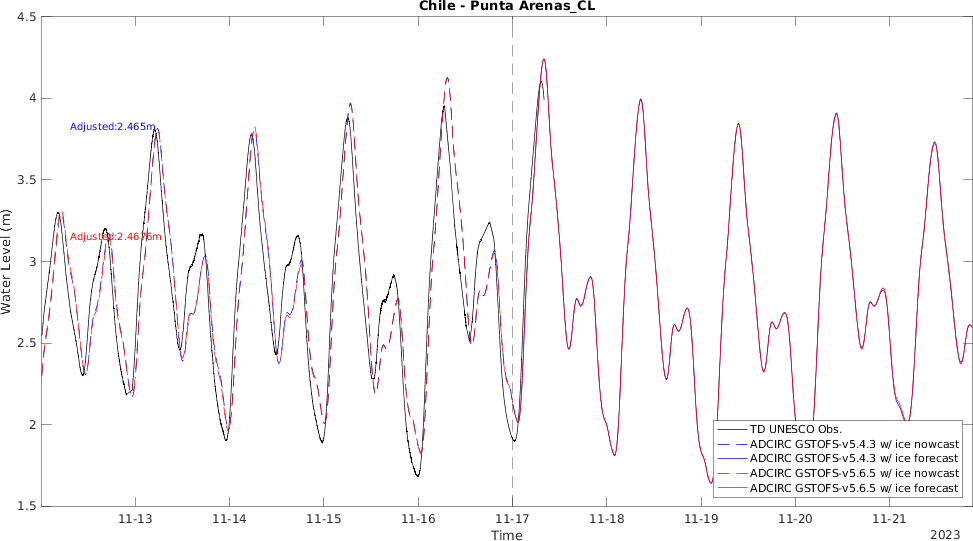 Chile - Punta Arenas_CL
4.5
4
3.5
3
2.5
2
1.5
Water Level (m)
Adjusted:2.465m
Adjusted:2.4676m
TD UNESCO Obs.
ADCIRC GSTOFS-v5.4.3 w/ ice nowcast
ADCIRC GSTOFS-v5.4.3 w/ ice forecast
ADCIRC GSTOFS-v5.6.5 w/ ice nowcast
ADCIRC GSTOFS-v5.6.5 w/ ice forecast
11-13 11-14 11-15 11-16 11-17 11-18 11-19 11-20 11-21
Time
2023